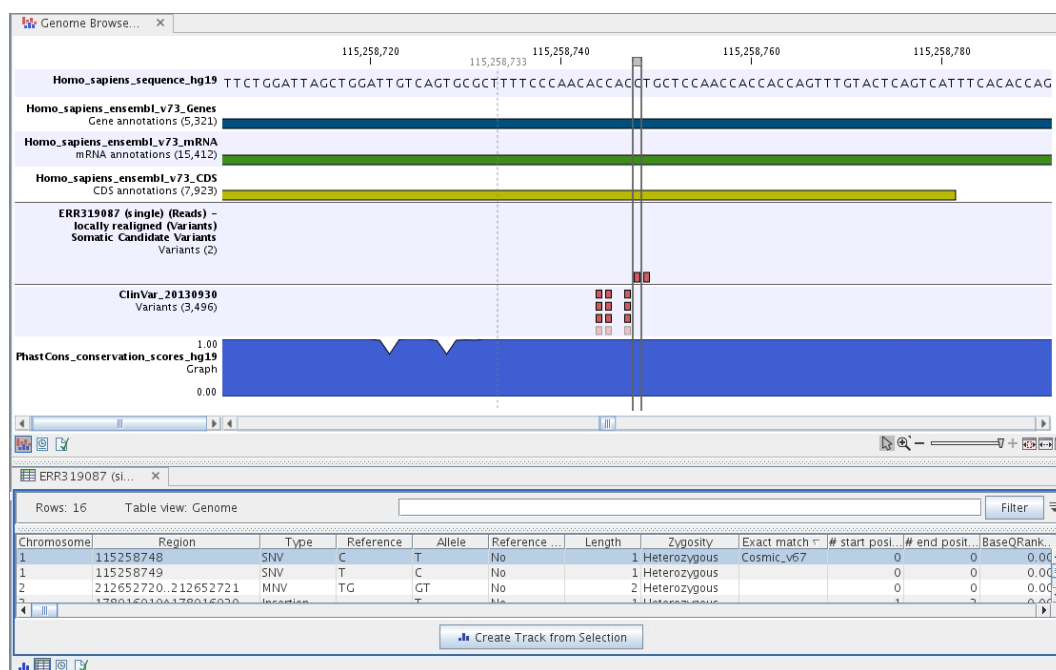 Genome Browse... ×
115,258,720 115,258,740 115,258,760 115,258,780
115,258,733
Homo_sapiens_sequence_hg19 TTCTGGATTAGCTGGATTGTCAGTGCGCTTTTCCCAACACCACCTGCTCCAACCACCACCAGTTTGTACTCAGTCATTTCACACCAG
Homo_sapiens_ensembl_v73_Genes
Gene annotations (5,321)
Homo_sapiens_ensembl_v73_mRNA
mRNA annotations (15,412)
Homo_sapiens_ensembl_v73_CDS
CDS annotations (7,923)
ERR319087 (single) (Reads) –
locally realigned (Variants)
Somatic Candidate Variants
Variants (2)
ClinVar_20130930
Variants (3,496)
1.00
PhastCons_conservation_scores_hg19
Graph
0.00
ERR319087 (si... ×
Rows: 16 Table view: Genome Filter
Chromosome Region Type Reference Allele Reference ... Length Zygosity Exact match # start posi... # end posit... BaseQRank...
1 115258748 SNV C T No 1 Heterozygous Cosmic_v67 0 0 0.00
1 115258749 SNV T C No 1 Heterozygous 0 0 0.00
2 212652720..212652721 MNV TG GT No 2 Heterozygous 0 0 0.00
Insertion T No 1 Heterozygous 1 2
Create Track from Selection